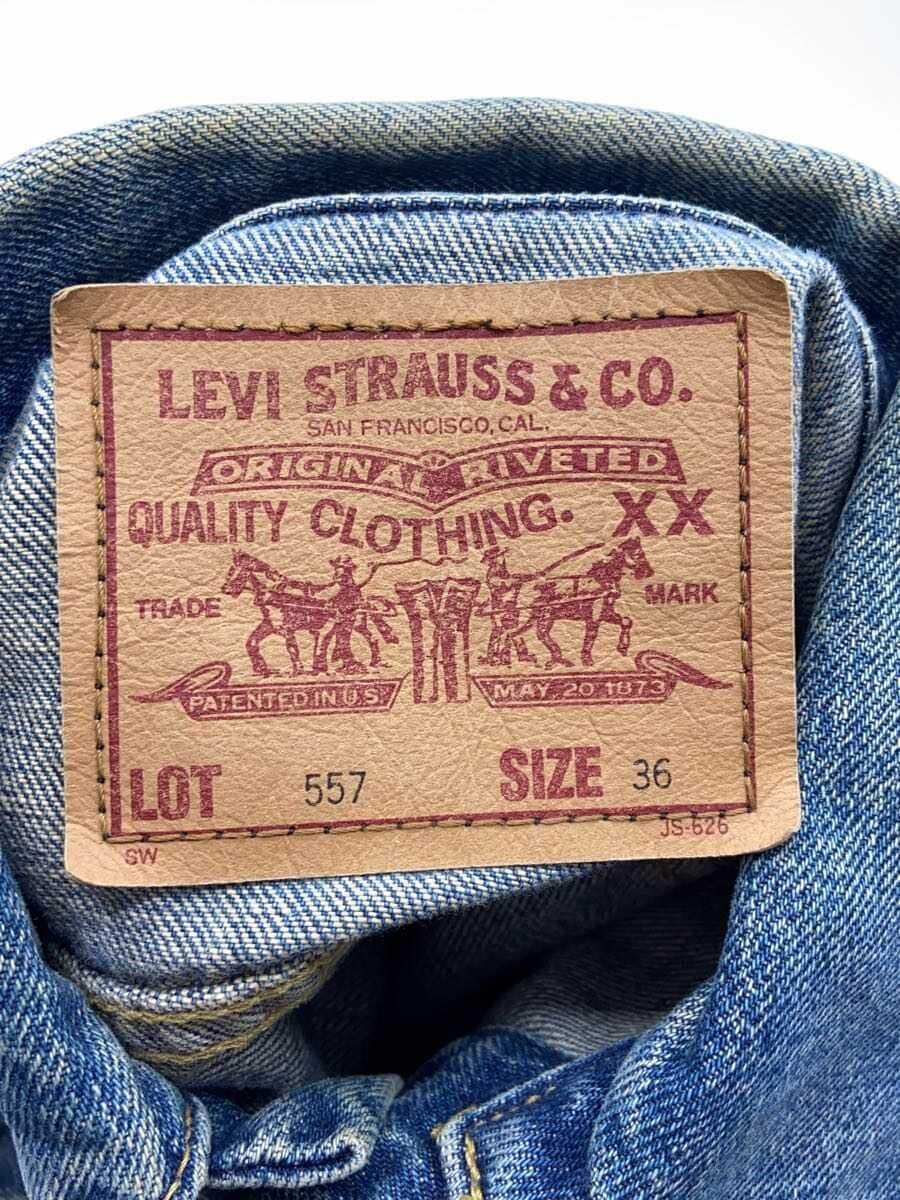 LEVI STRAUSS & CO.
SAN FRANCISCO, CAL.
ORIGINAL RIVETED
QUALITY CLOTHING. XX
TRADE MARK
PATENTED IN U.S. MAY 20 1873
LOT 557 SIZE 36
SW JS-626